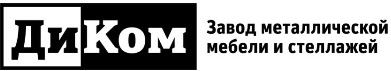 ДиКом
Завод металлической
мебели и стеллажей